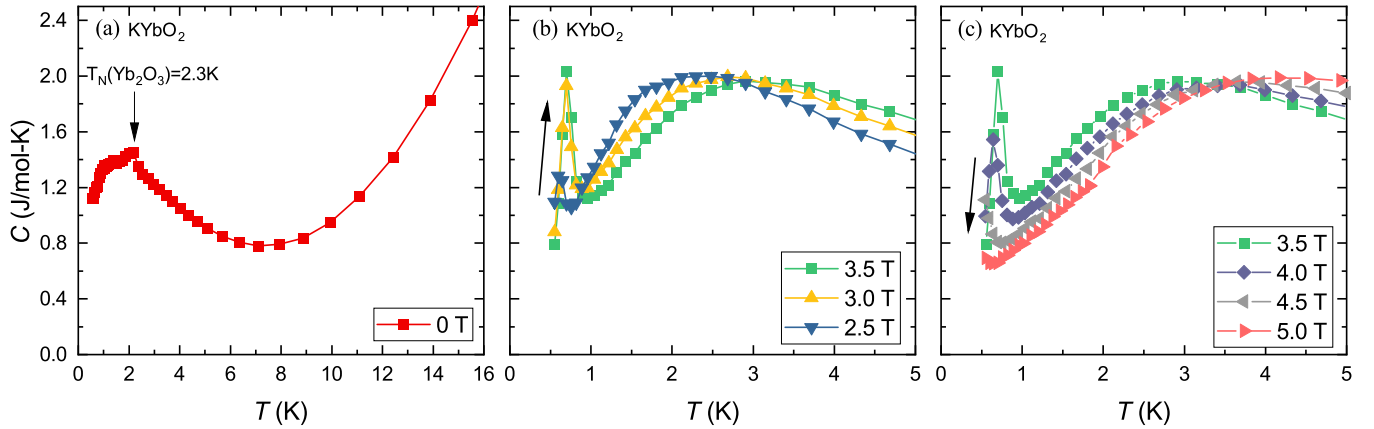 (a) KYbO₂
T_N(Yb₂O₃)=2.3K
C (J/mol-K)
2.4
2.0
1.6
1.2
0.8
0.4
0.0
0 T
0 2 4 6 8 10 12 14 16
T (K)
(b) KYbO₂
3.5 T
3.0 T
2.5 T
0 1 2 3 4 5
T (K)
(c) KYbO₂
3.5 T
4.0 T
4.5 T
5.0 T
0 1 2 3 4 5
T (K)